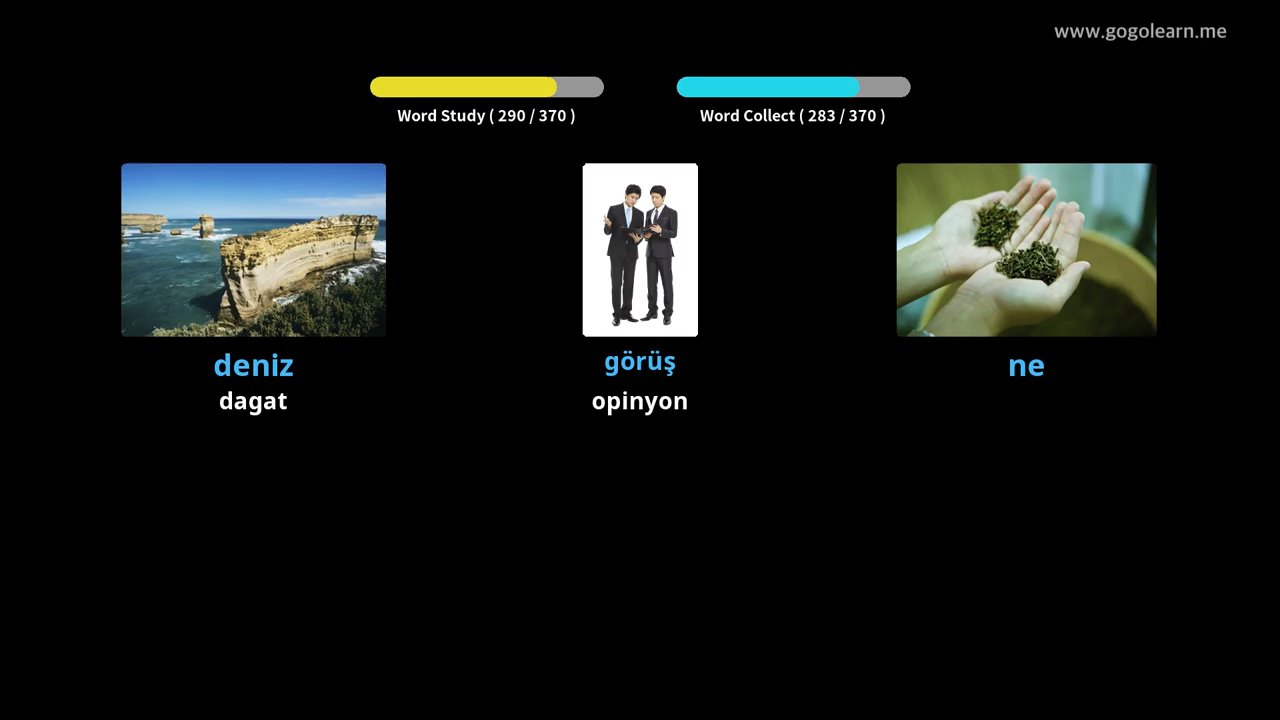 www.gogolearn.me
Word Study ( 290 / 370 )
Word Collect ( 283 / 370 )
deniz
dagat
görüş
opinyon
ne